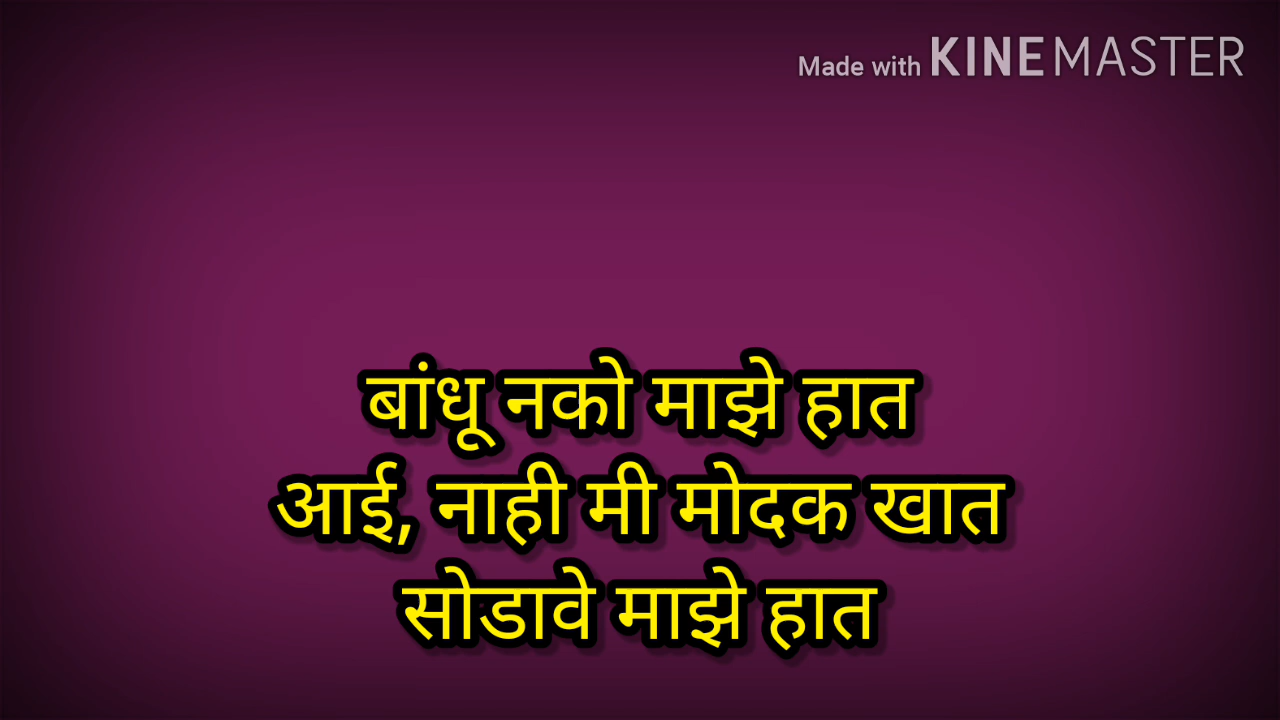 Made with KINEMASTER
बांधू नको माझे हात
आई, नाही मी मोदक खात
सोडावे माझे हात